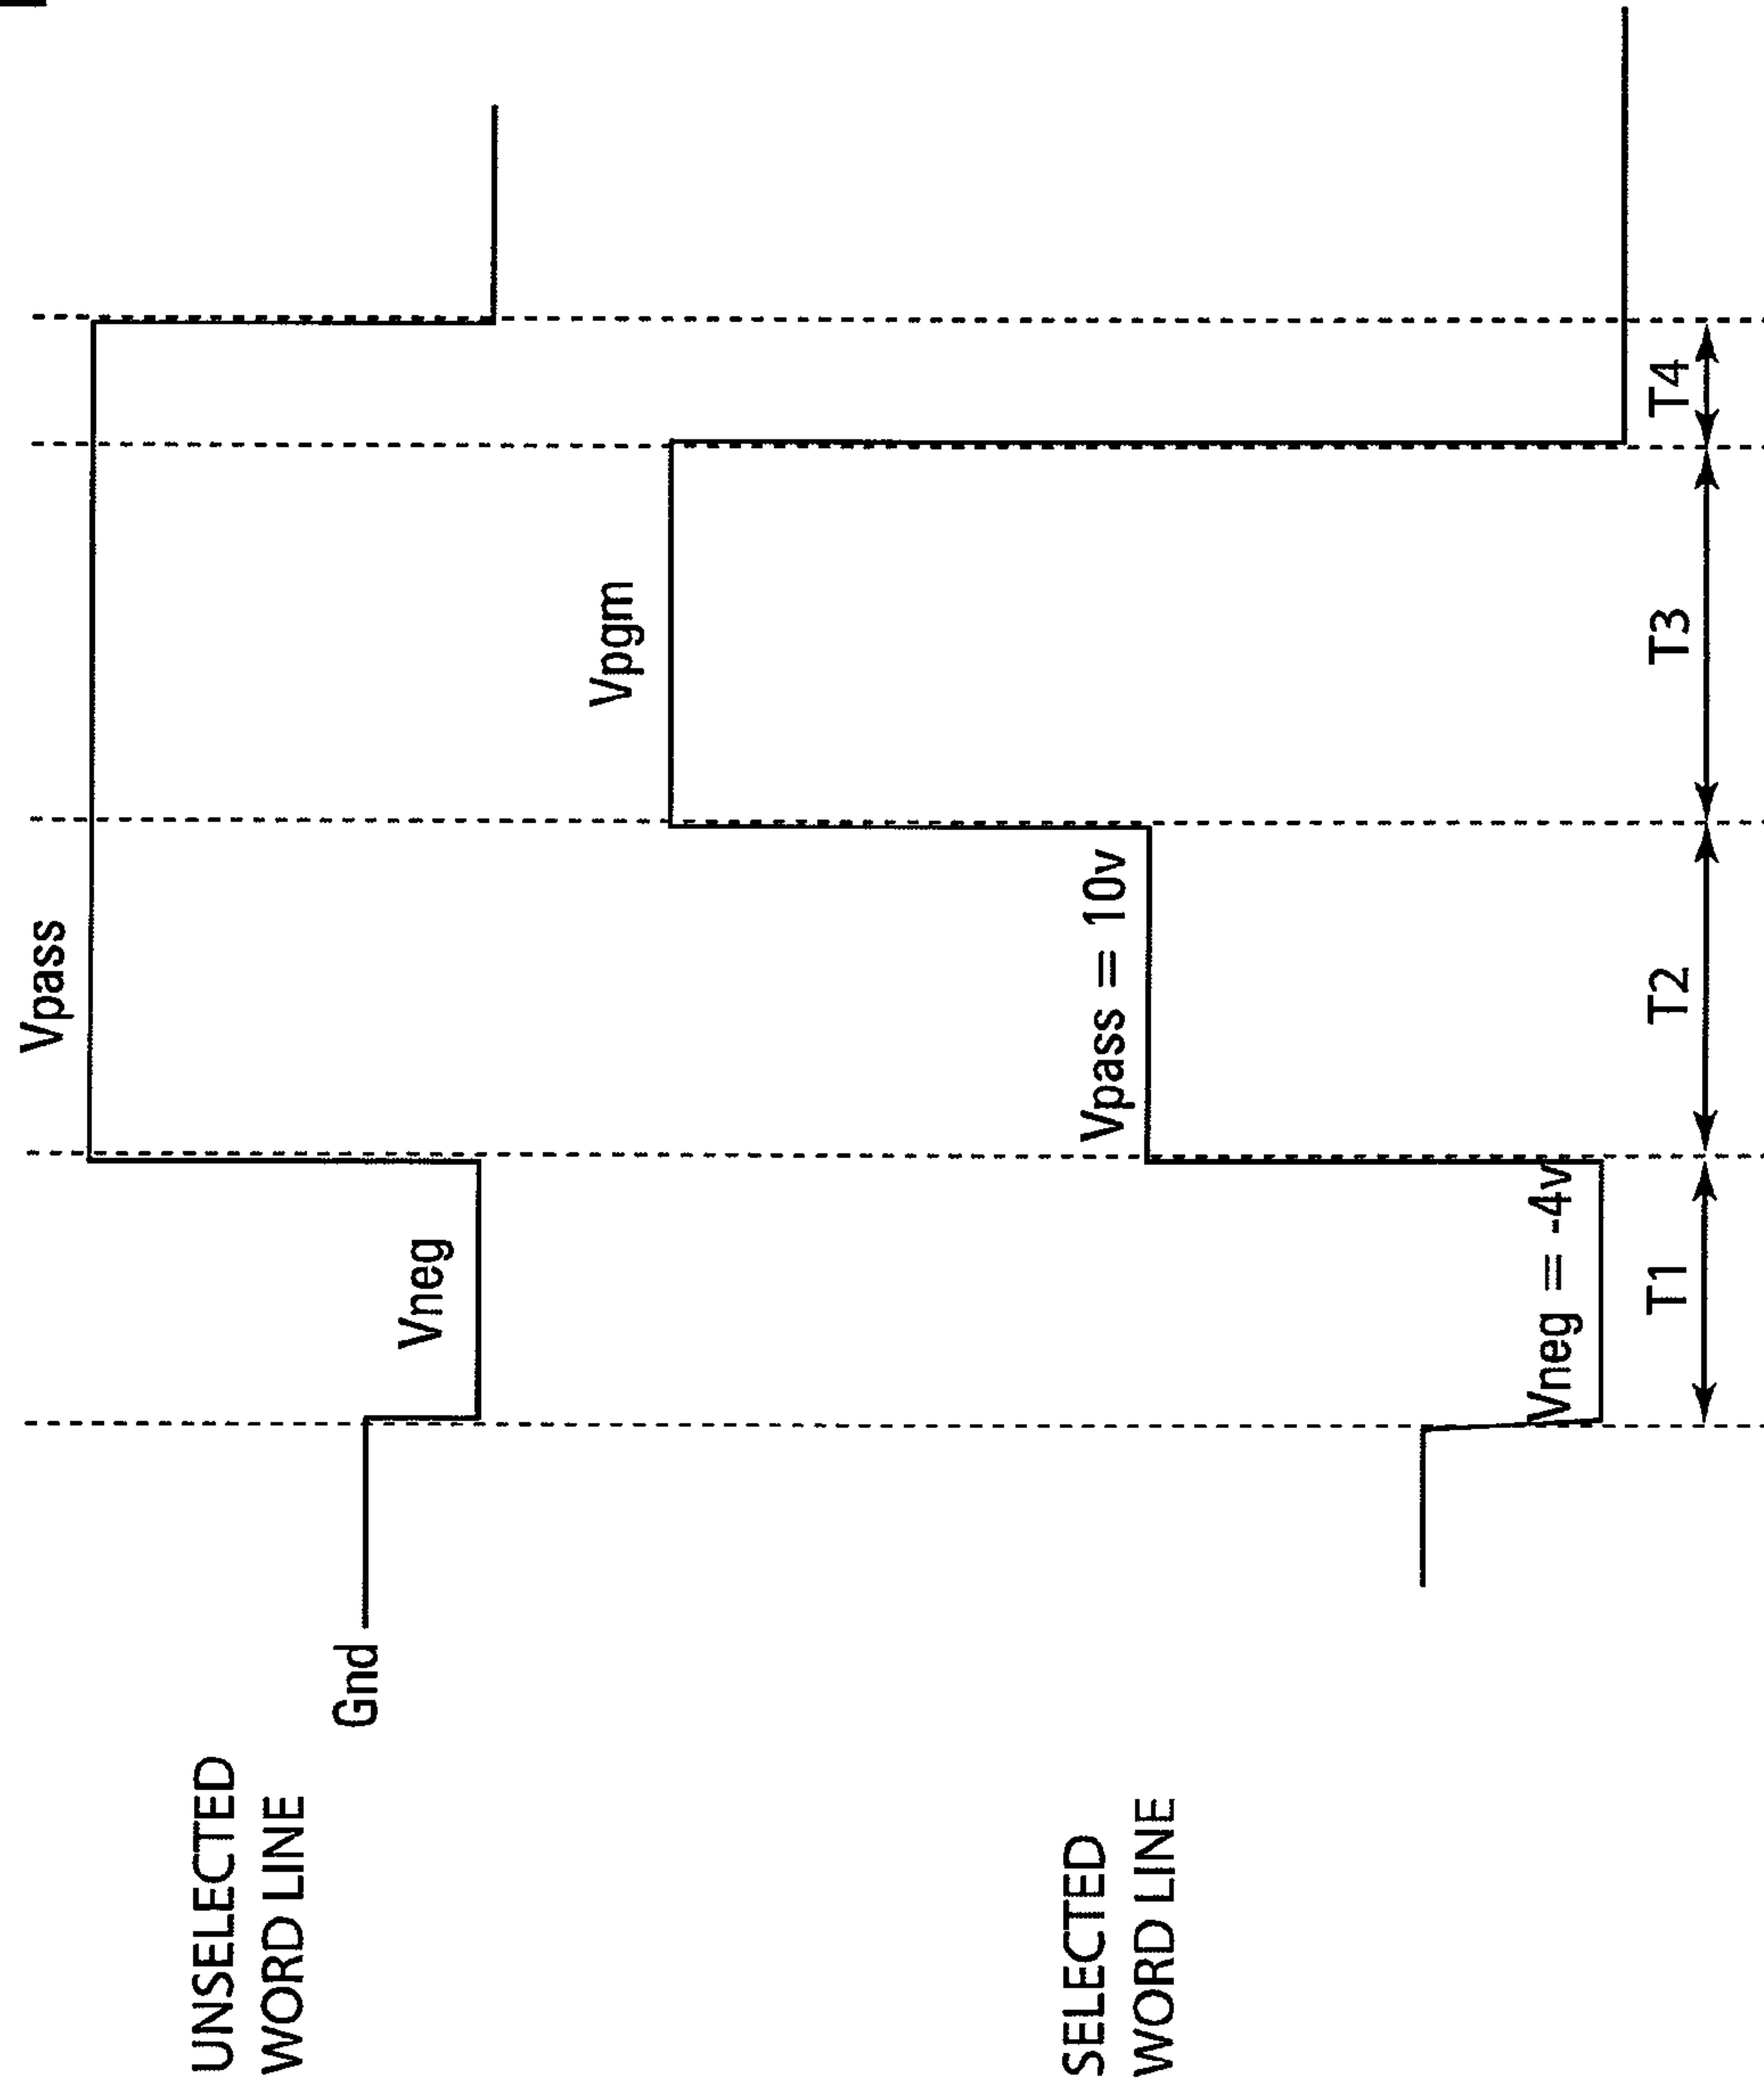 UNSELECTED
WORD LINE
Gnd
Vneg
Vpass
SELECTED
WORD LINE
Vneg = -4v
Vpass = 10v
Vpgm
T1
T2
T3
T4